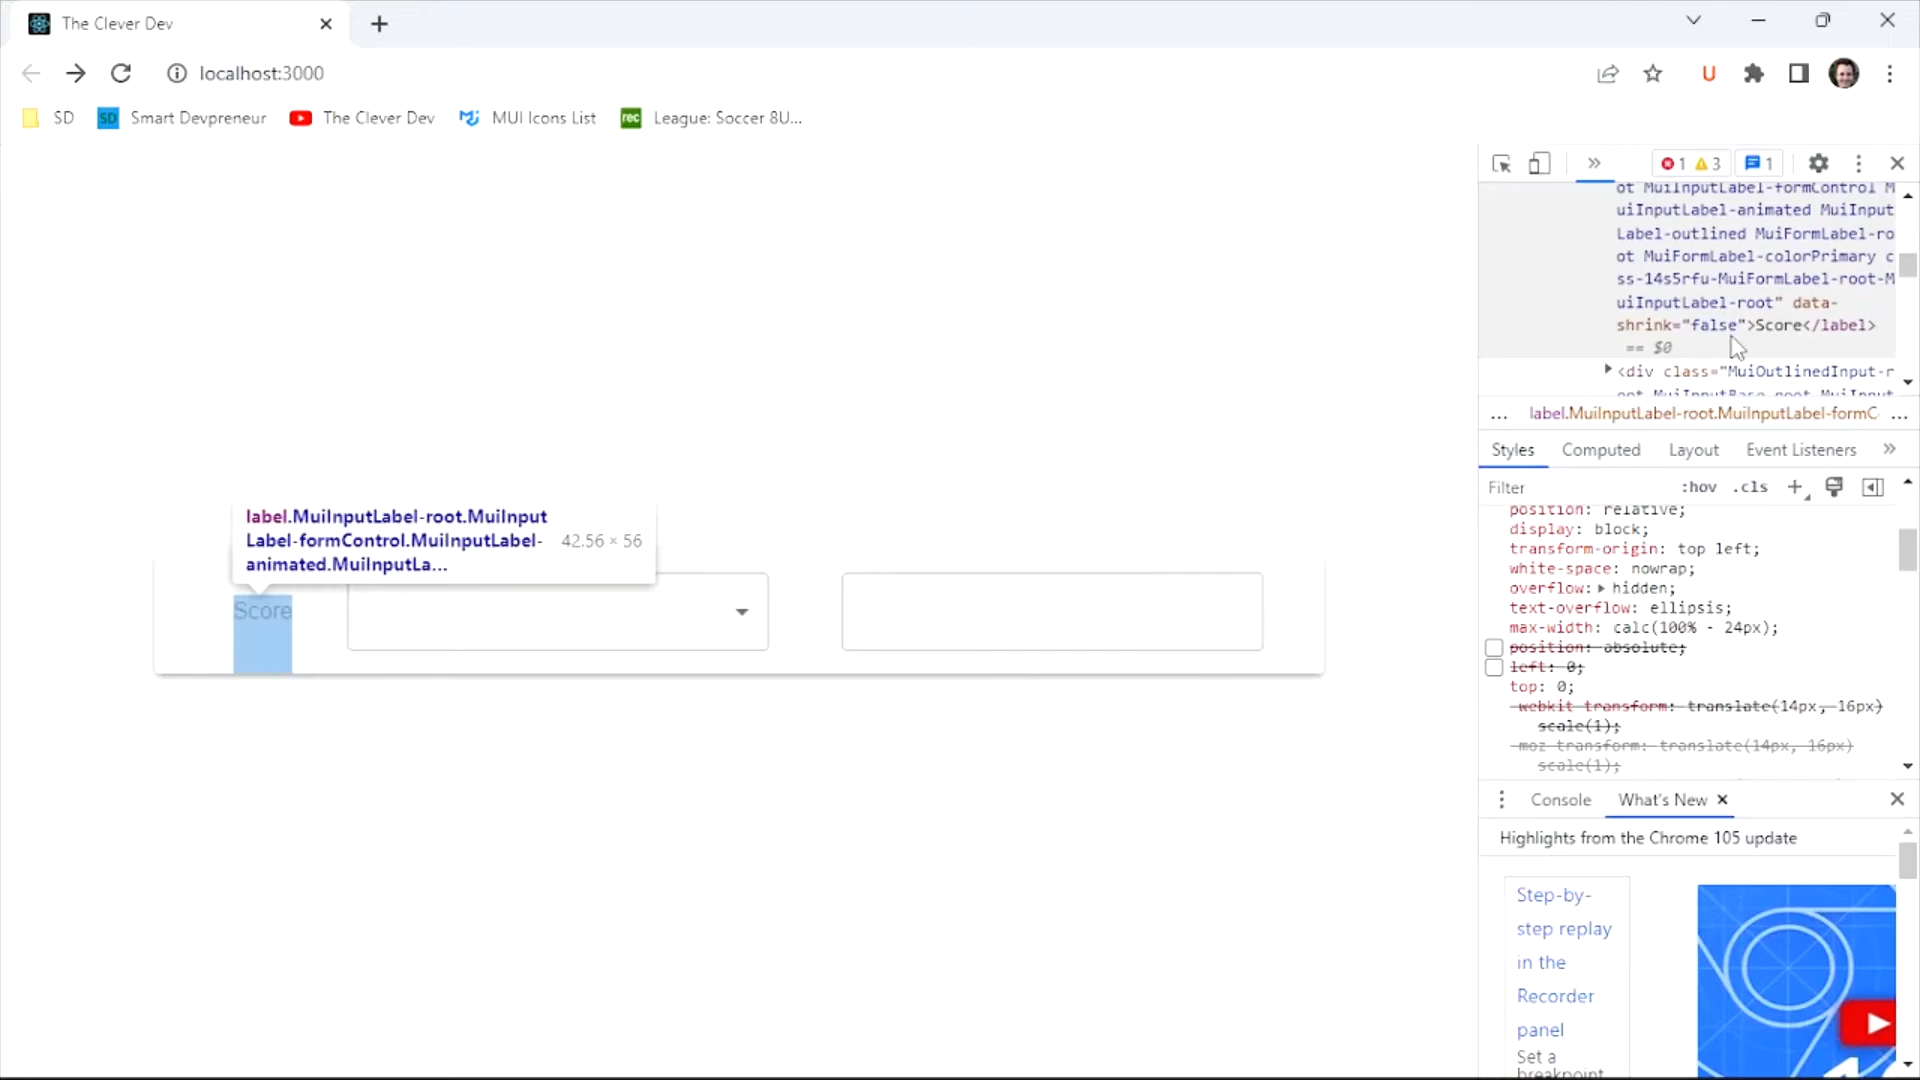 The Clever Dev
localhost:3000
SD
SD Smart Devpreneur
The Clever Dev
MUI Icons List
rec League: Soccer 8U...
1 3 1
ot MuiInputLabel-formControl M
uiInputLabel-animated MuiInput
Label-outlined MuiFormLabel-ro
ot MuiFormLabel-colorPrimary c
ss-14s5rfu-MuiFormLabel-root-M
uiInputLabel-root" data-
shrink="false">Score</label>
== $0
<div class="MuiOutlinedInput-r
oot MuiInputBase-root MuiInput
... label.MuiInputLabel-root.MuiInputLabel-formC ...
Styles Computed Layout Event Listeners
Filter :hov .cls
position: relative;
display: block;
transform-origin: top left;
white-space: nowrap;
overflow: hidden;
text-overflow: ellipsis;
max-width: calc(100% - 24px);
position: absolute;
left: 0;
top: 0;
-webkit-transform: translate(14px, 16px)
scale(1);
-moz-transform: translate(14px, 16px)
scale(1);
label.MuiInputLabel-root.MuiInput
Label-formControl.MuiInputLabel-
animated.MuiInputLa...
42.56 × 56
Score
Console What's New
Highlights from the Chrome 105 update
Step-by-
step replay
in the
Recorder
panel
Set a
breakpoint